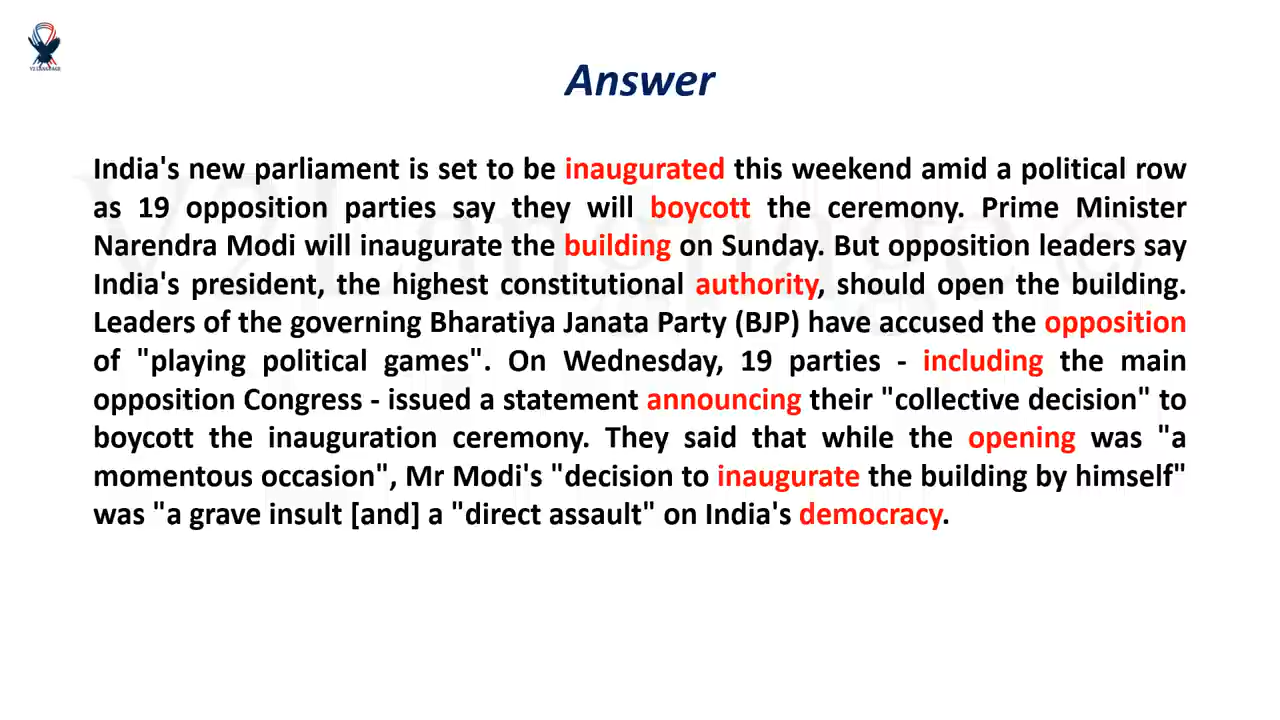 V2 LANGUAGE
Answer
India's new parliament is set to be inaugurated this weekend amid a political row
as 19 opposition parties say they will boycott the ceremony. Prime Minister
Narendra Modi will inaugurate the building on Sunday. But opposition leaders say
India's president, the highest constitutional authority, should open the building.
Leaders of the governing Bharatiya Janata Party (BJP) have accused the opposition
of "playing political games". On Wednesday, 19 parties - including the main
opposition Congress - issued a statement announcing their "collective decision" to
boycott the inauguration ceremony. They said that while the opening was "a
momentous occasion", Mr Modi's "decision to inaugurate the building by himself"
was "a grave insult [and] a "direct assault" on India's democracy.